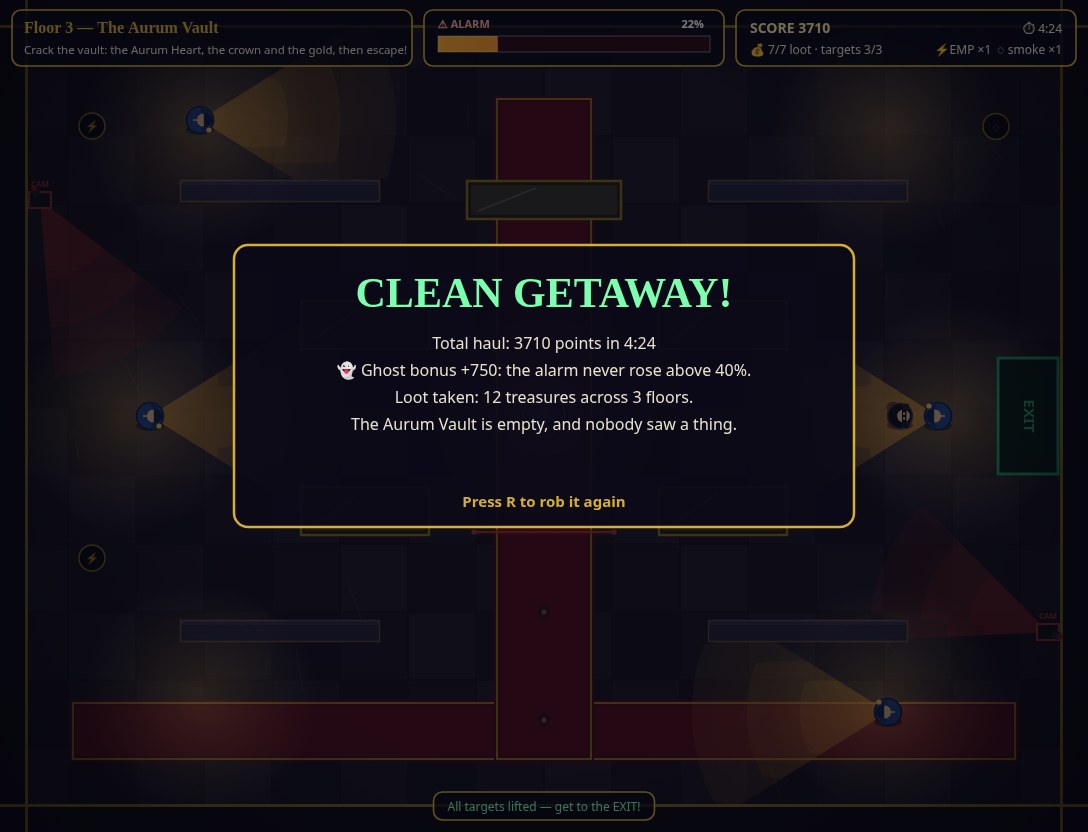 Floor 3 — The Aurum Vault
Crack the vault: the Aurum Heart, the crown and the gold, then escape!
⚠ ALARM 22%
SCORE 3710 ⏱ 4:24
💰 7/7 loot · targets 3/3 ⚡EMP ×1 ○ smoke ×1
CAM
CLEAN GETAWAY!
Total haul: 3710 points in 4:24
👻 Ghost bonus +750: the alarm never rose above 40%.
Loot taken: 12 treasures across 3 floors.
The Aurum Vault is empty, and nobody saw a thing.
Press R to rob it again
EXIT
CAM
All targets lifted — get to the EXIT!